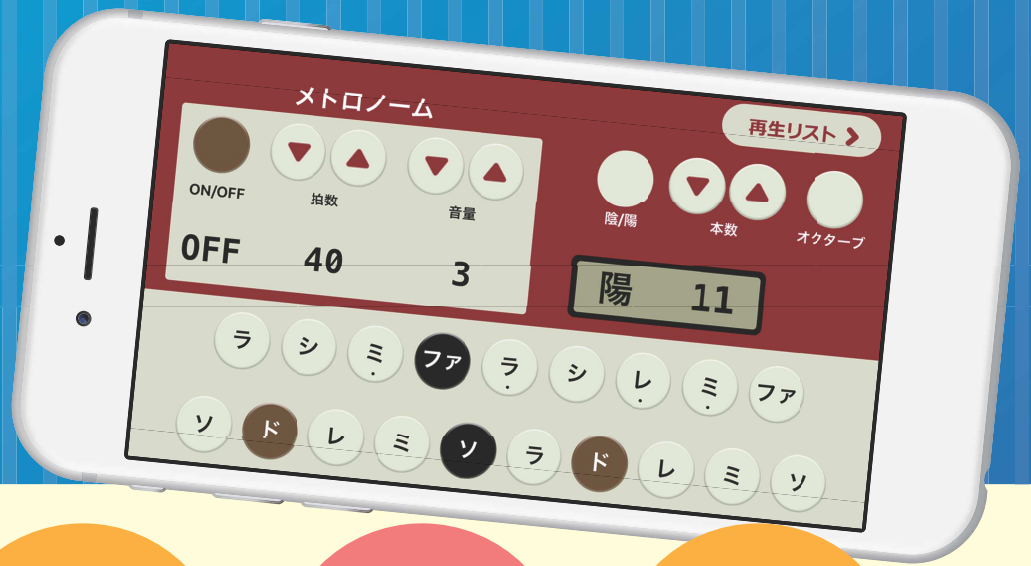 メトロノーム
再生リスト
ON/OFF
拍数
音量
陰/陽
本数
オクターブ
OFF 40 3
陽 11
ラ シ ミ ファ ラ シ レ ミ ファ
ソ ド レ ミ ソ ラ ド レ ミ ソ